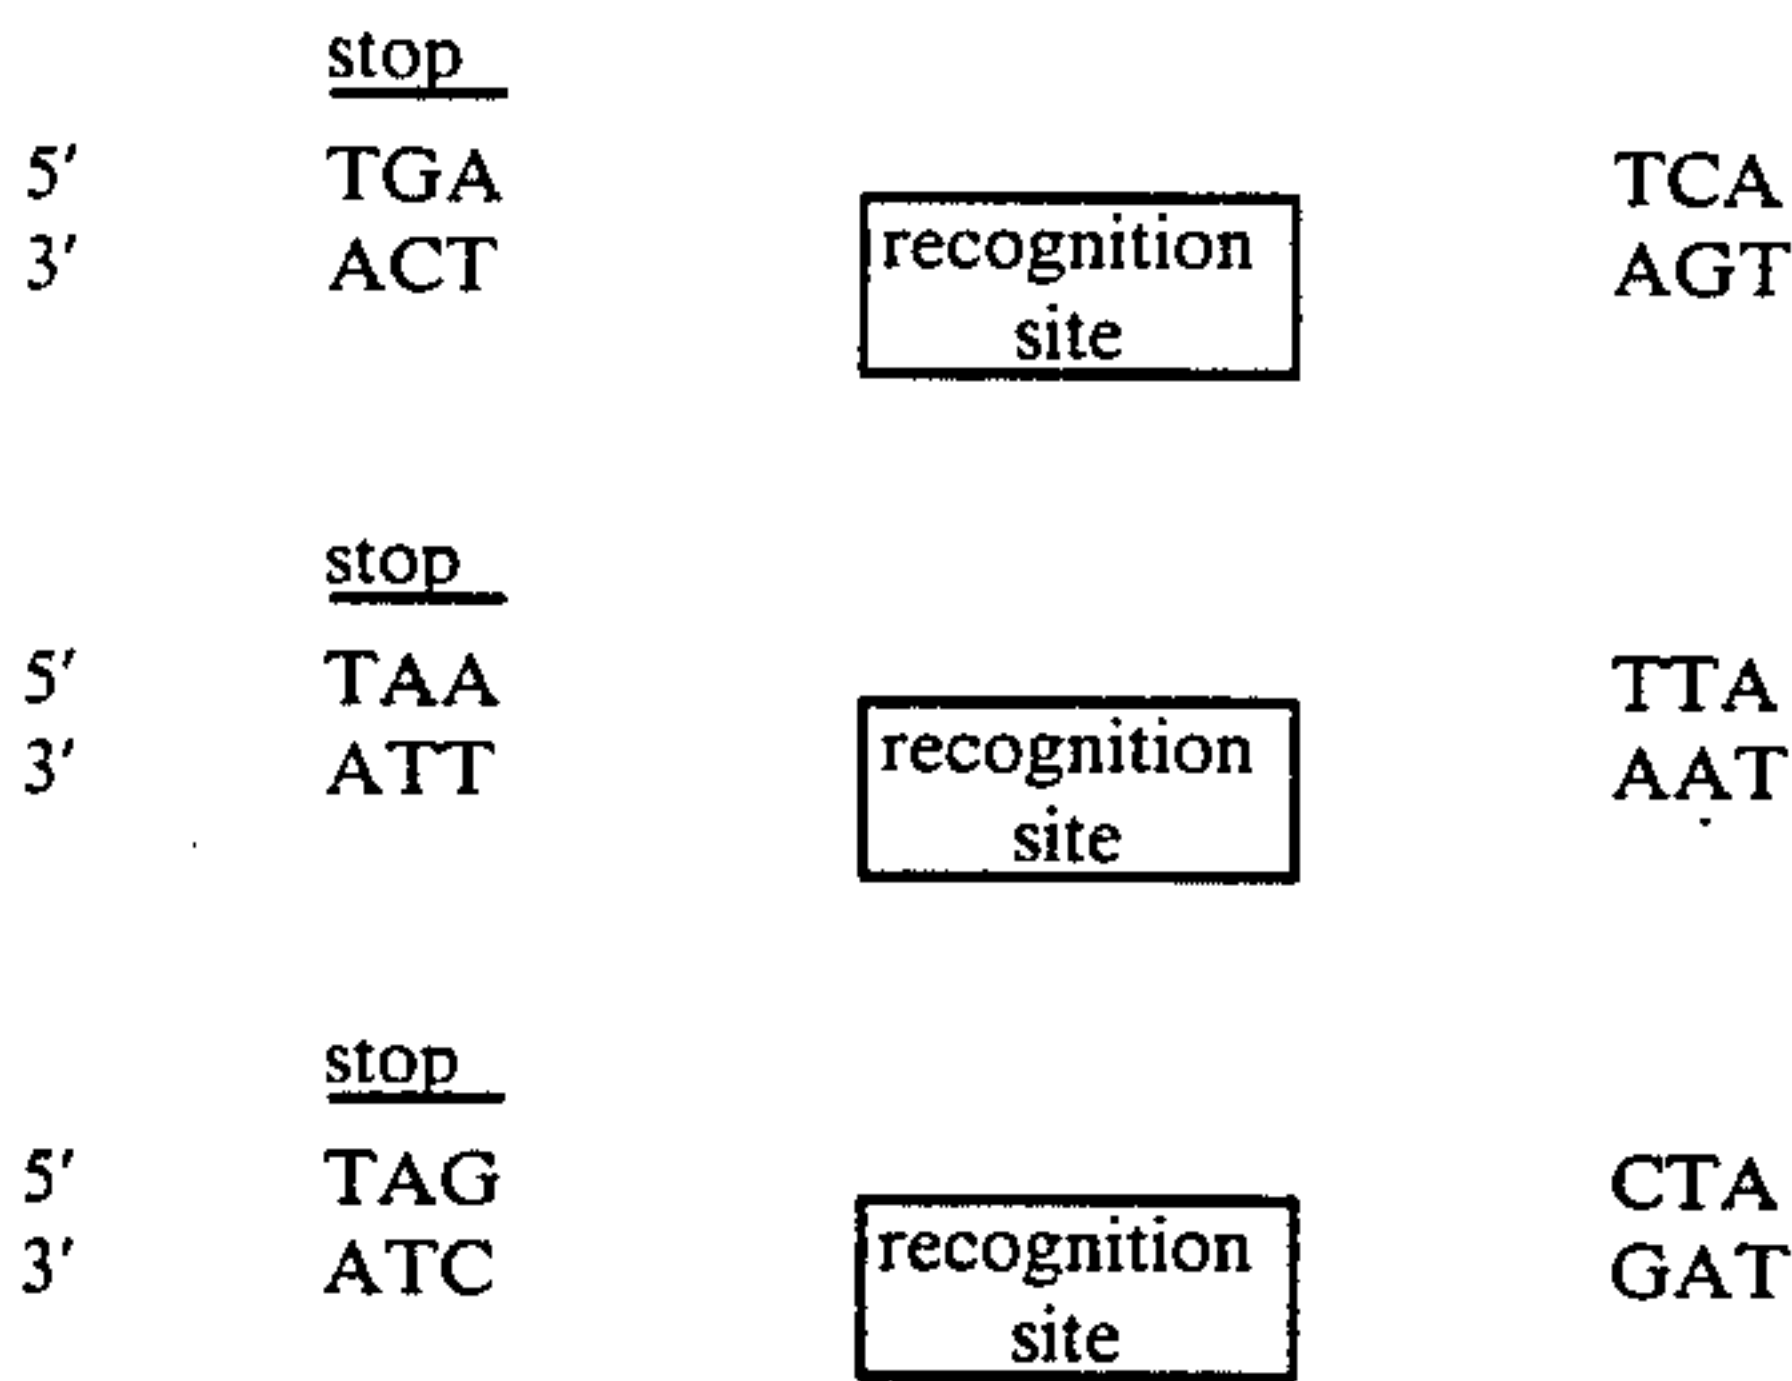 stop
5′ TGA TCA
3′ ACT recognition AGT
site
stop
5′ TAA TTA
3′ ATT recognition AAT
site
stop
5′ TAG CTA
3′ ATC recognition GAT
site